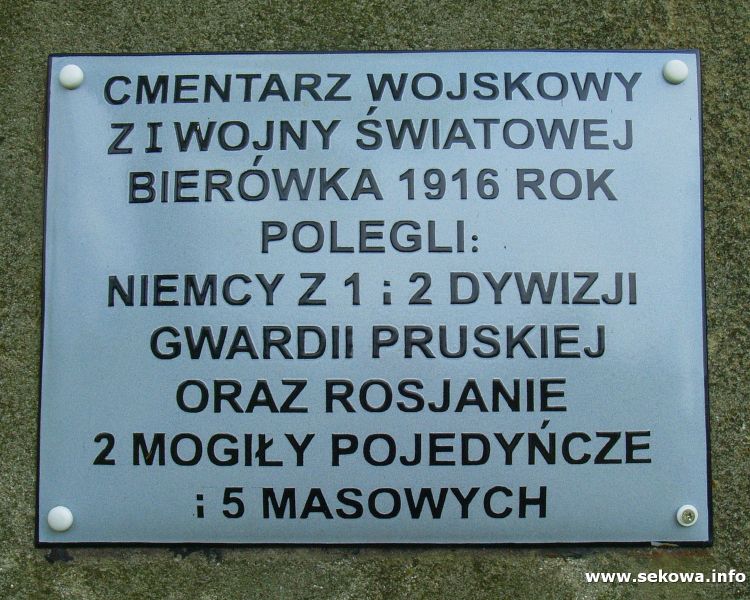 CMENTARZ WOJSKOWY
Z I WOJNY ŚWIATOWEJ
BIERÓWKA 1916 ROK
POLEGLI:
NIEMCY Z 1 i 2 DYWIZJI
GWARDII PRUSKIEJ
ORAZ ROSJANIE
2 MOGIŁY POJEDYŃCZE
i 5 MASOWYCH
www.sekowa.info